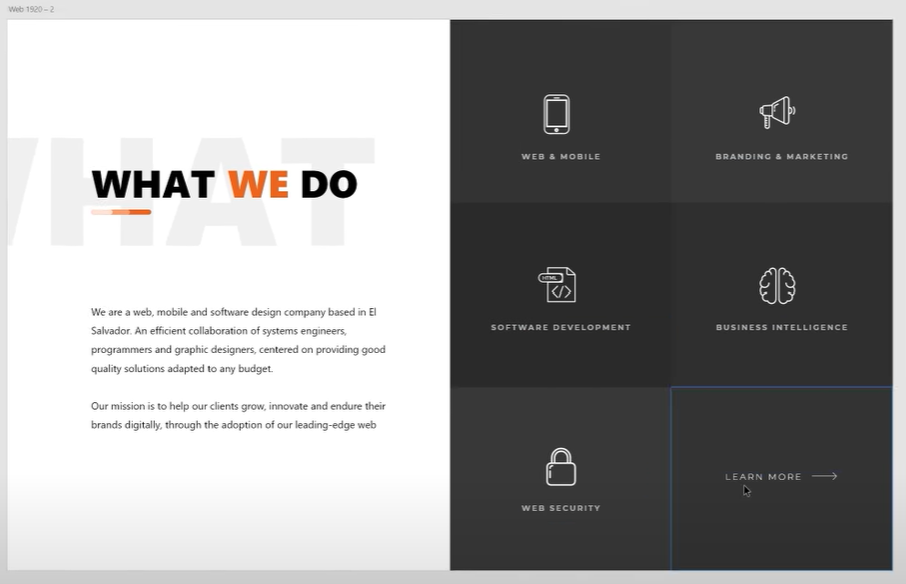 Web 1920 – 2
WHAT
WHAT WE DO
We are a web, mobile and software design company based in El
Salvador. An efficient collaboration of systems engineers,
programmers and graphic designers, centered on providing good
quality solutions adapted to any budget.
Our mission is to help our clients grow, innovate and endure their
brands digitally, through the adoption of our leading-edge web
WEB & MOBILE
BRANDING & MARKETING
HTML
SOFTWARE DEVELOPMENT
BUSINESS INTELLIGENCE
WEB SECURITY
LEARN MORE